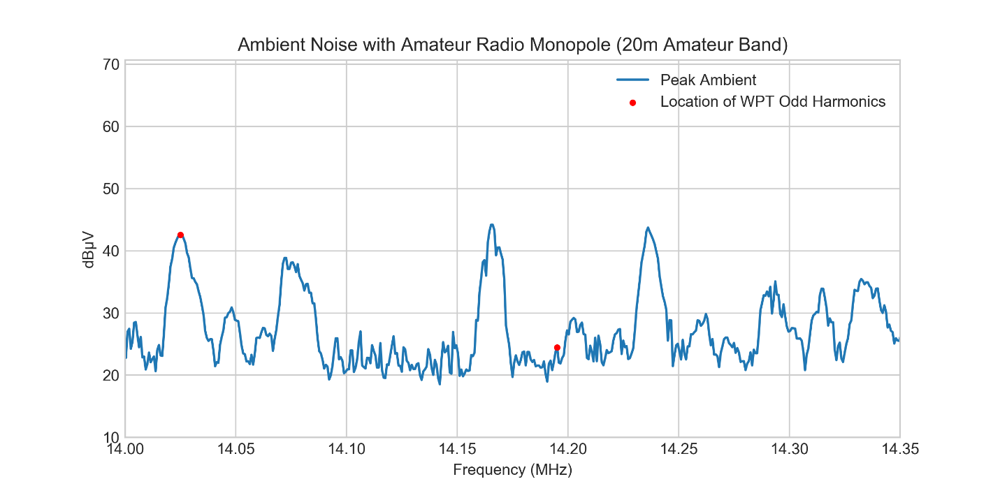 Ambient Noise with Amateur Radio Monopole (20m Amateur Band)
Peak Ambient
Location of WPT Odd Harmonics
dBμV
70
60
50
40
30
20
10
14.00 14.05 14.10 14.15 14.20 14.25 14.30 14.35
Frequency (MHz)